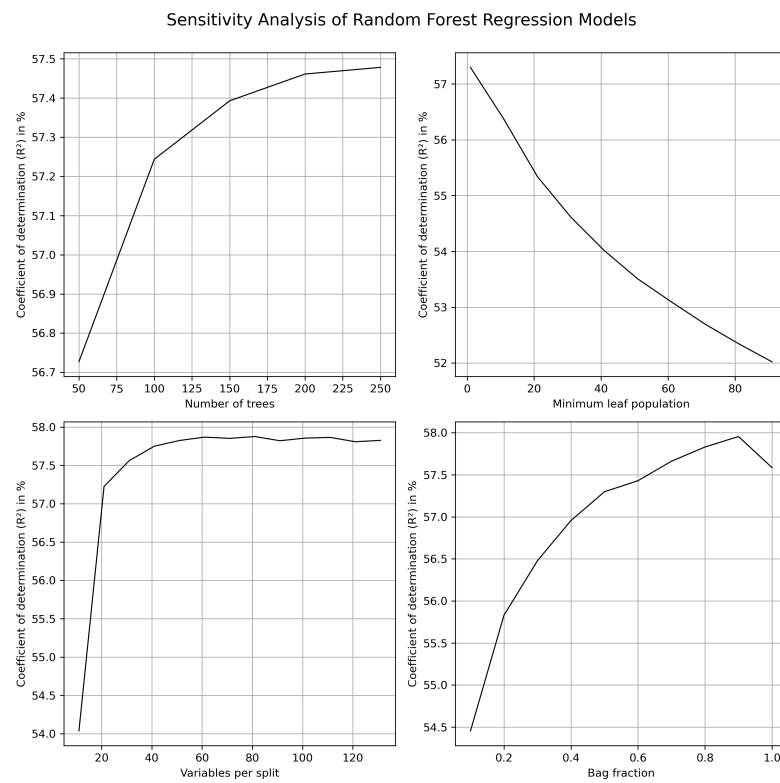 Sensitivity Analysis of Random Forest Regression Models
Coefficient of determination (R²) in %
57.5
57.4
57.3
57.2
57.1
57.0
56.9
56.8
56.7
50 75 100 125 150 175 200 225 250
Number of trees
Coefficient of determination (R²) in %
57
56
55
54
53
52
0 20 40 60 80
Minimum leaf population
Coefficient of determination (R²) in %
58.0
57.5
57.0
56.5
56.0
55.5
55.0
54.5
54.0
20 40 60 80 100 120
Variables per split
Coefficient of determination (R²) in %
58.0
57.5
57.0
56.5
56.0
55.5
55.0
54.5
0.2 0.4 0.6 0.8 1.0
Bag fraction